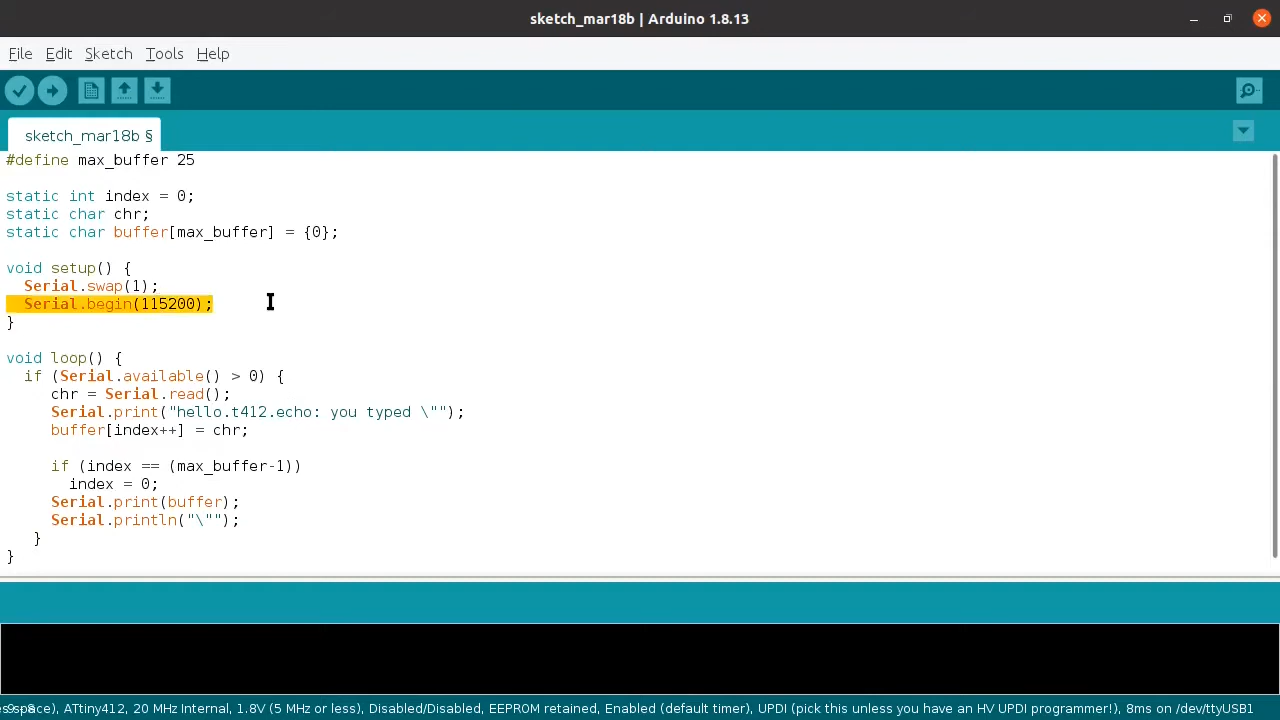 sketch_mar18b | Arduino 1.8.13
File Edit Sketch Tools Help
sketch_mar18b §
#define max_buffer 25
static int index = 0;
static char chr;
static char buffer[max_buffer] = {0};
void setup() {
  Serial.swap(1);
  Serial.begin(115200);
}
void loop() {
  if (Serial.available() > 0) {
     chr = Serial.read();
     Serial.print("hello.t412.echo: you typed \"");
     buffer[index++] = chr;
     if (index == (max_buffer-1))
       index = 0;
     Serial.print(buffer);
     Serial.println("\"");
   }
}
ATtiny412, 20 MHz Internal, 1.8V (5 MHz or less), Disabled/Disabled, EEPROM retained, Enabled (default timer), UPDI (pick this unless you have an HV UPDI programmer!), 8ms on /dev/ttyUSB1